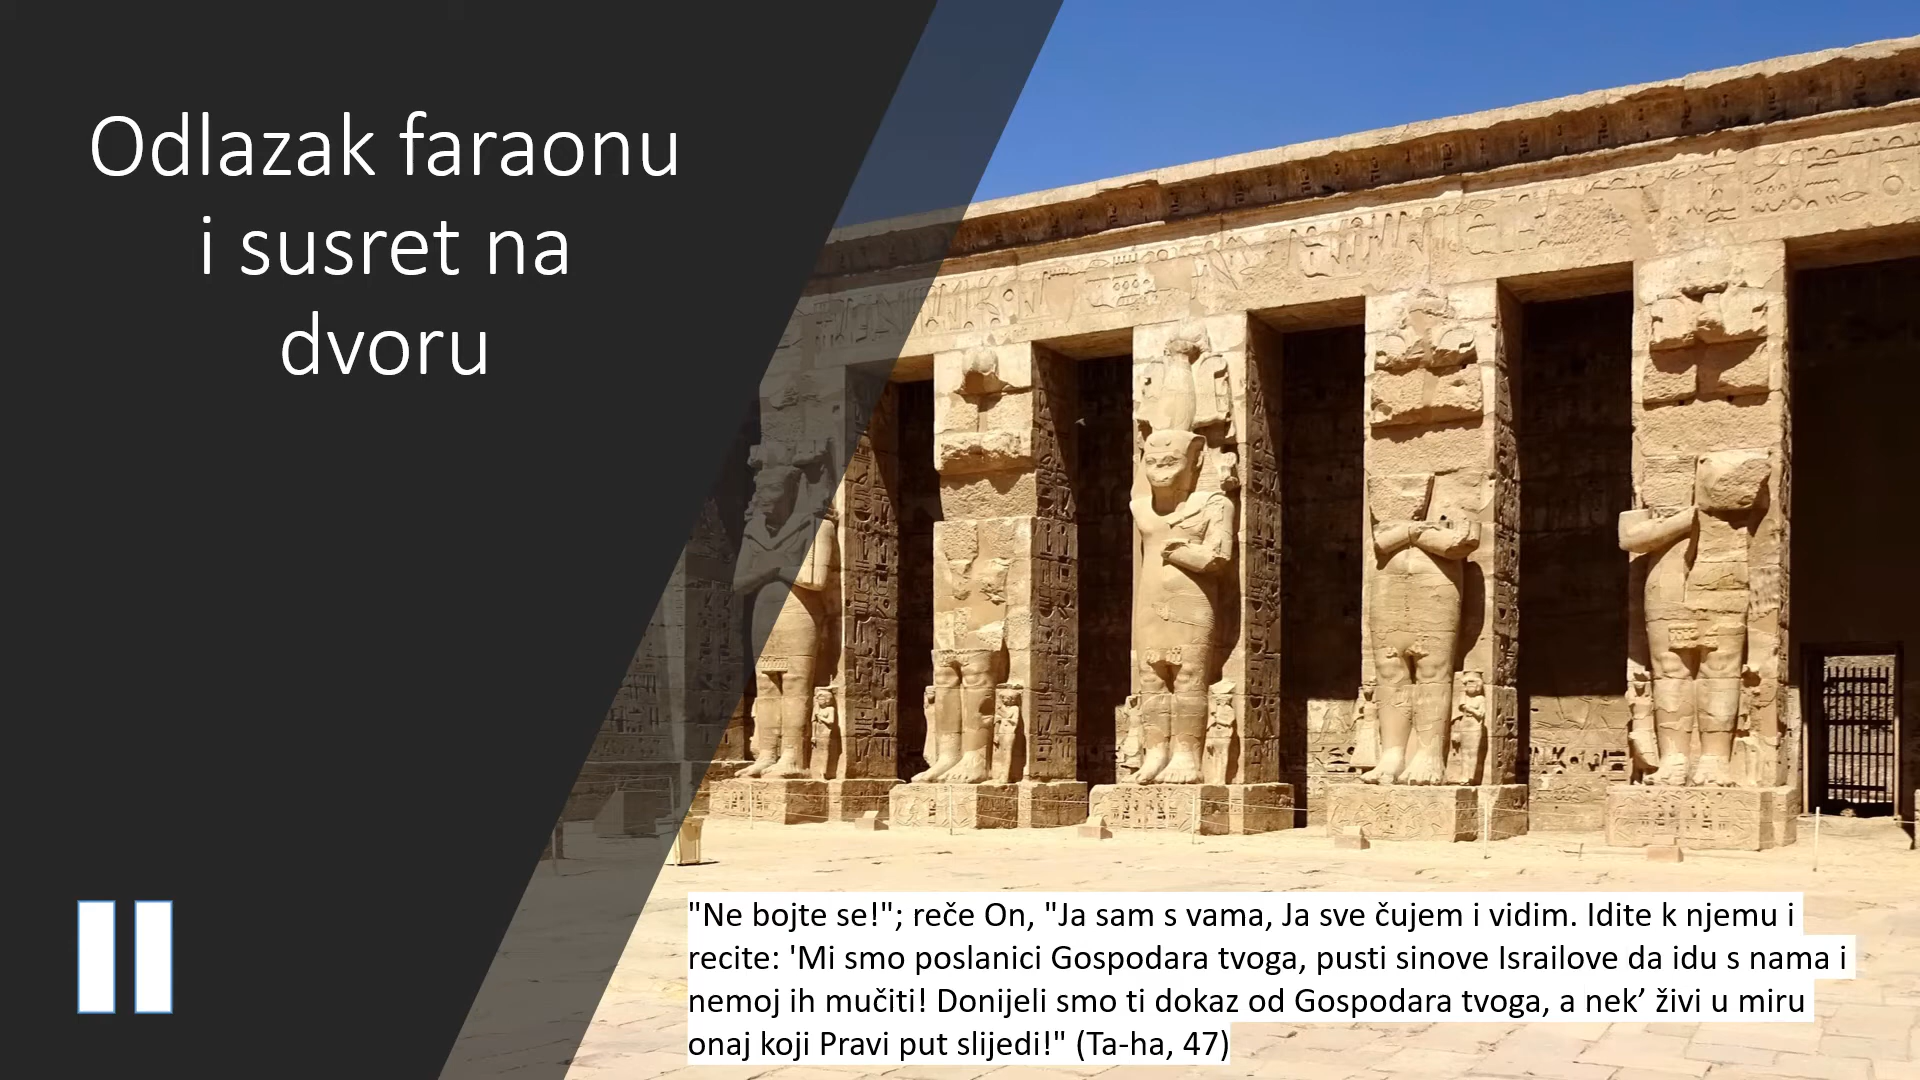 Odlazak faraonu
i susret na
dvoru
"Ne bojte se!"; reče On, "Ja sam s vama, Ja sve čujem i vidim. Idite k njemu i
recite: 'Mi smo poslanici Gospodara tvoga, pusti sinove Israilove da idu s nama i
nemoj ih mučiti! Donijeli smo ti dokaz od Gospodara tvoga, a nek’ živi u miru
onaj koji Pravi put slijedi!" (Ta-ha, 47)